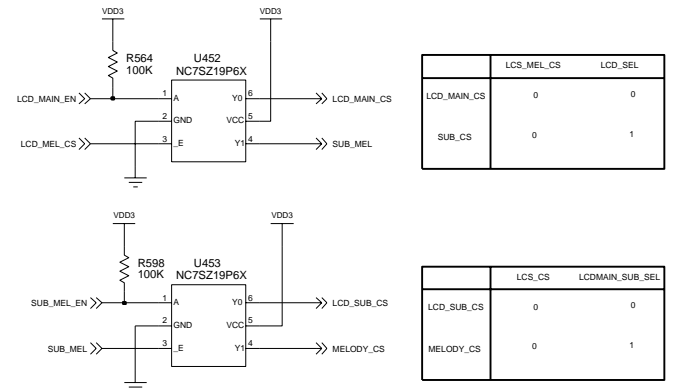 VDD3 VDD3
R564 100K
U452
NC7SZ19P6X
LCD_MAIN_EN 1 A Y0 6 LCD_MAIN_CS
2 GND VCC 5
LCD_MEL_CS 3 _E Y1 4 SUB_MEL
LCS_MEL_CS LCD_SEL
LCD_MAIN_CS 0 0
SUB_CS 0 1
VDD3 VDD3
R598 100K
U453
NC7SZ19P6X
SUB_MEL_EN 1 A Y0 6 LCD_SUB_CS
2 GND VCC 5
SUB_MEL 3 _E Y1 4 MELODY_CS
LCS_CS LCDMAIN_SUB_SEL
LCD_SUB_CS 0 0
MELODY_CS 0 1